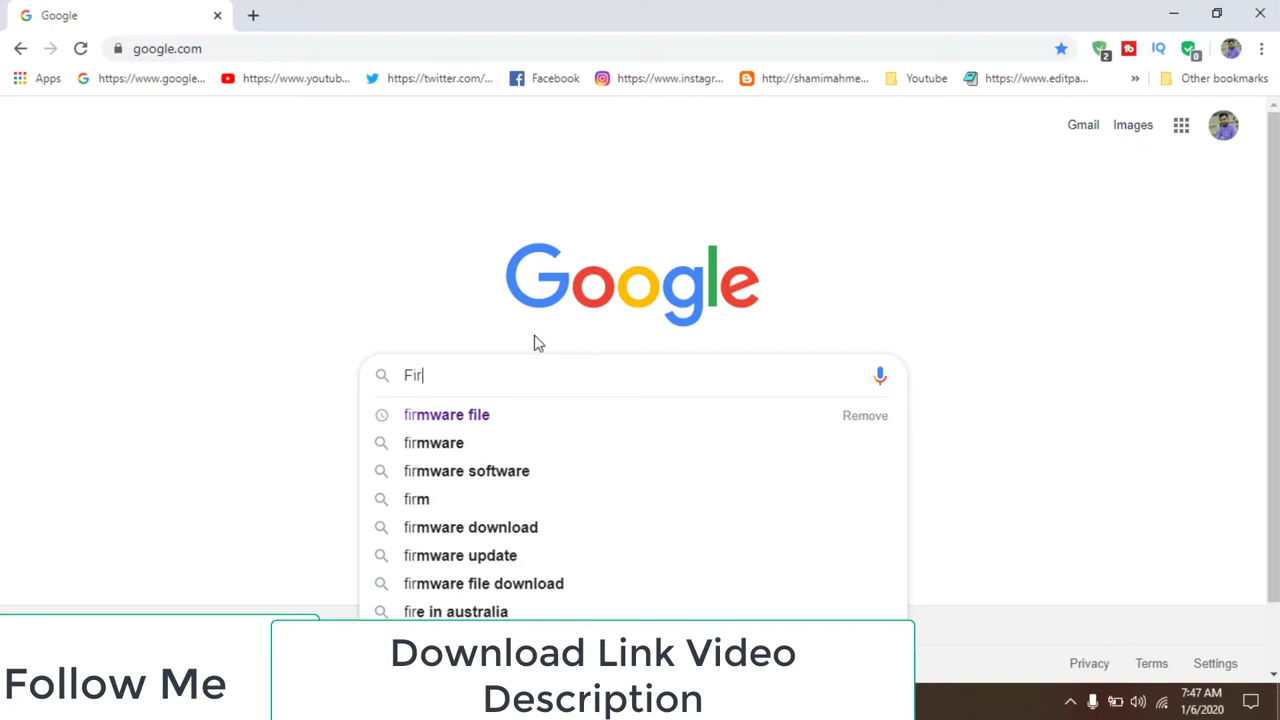 Google
google.com
Apps
https://www.google...
https://www.youtub...
https://twitter.com/...
Facebook
https://www.instagr...
http://shamimahme...
Youtube
https://www.editpa...
»
Other bookmarks
2
0
Gmail
Images
Google
Fir
firmware file
Remove
firmware
firmware software
firm
firmware download
firmware update
firmware file download
fire in australia
Follow Me
Download Link Video
Description
Privacy
Terms
Settings
7:47 AM
1/6/2020